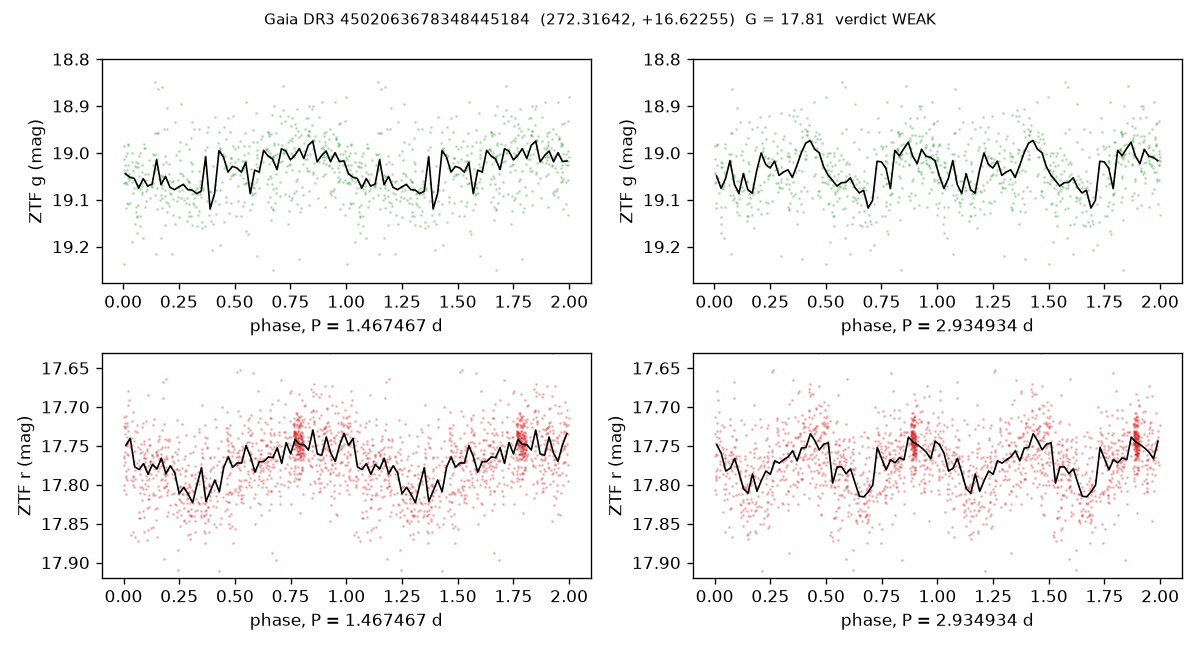 Gaia DR3 4502063678348445184  (272.31642, +16.62255)  G = 17.81  verdict WEAK
18.8
18.9
19.0
19.1
19.2
ZTF g (mag)
0.00 0.25 0.50 0.75 1.00 1.25 1.50 1.75 2.00
phase, P = 1.467467 d
18.8
18.9
19.0
19.1
19.2
ZTF g (mag)
0.00 0.25 0.50 0.75 1.00 1.25 1.50 1.75 2.00
phase, P = 2.934934 d
17.65
17.70
17.75
17.80
17.85
17.90
ZTF r (mag)
0.00 0.25 0.50 0.75 1.00 1.25 1.50 1.75 2.00
phase, P = 1.467467 d
17.65
17.70
17.75
17.80
17.85
17.90
ZTF r (mag)
0.00 0.25 0.50 0.75 1.00 1.25 1.50 1.75 2.00
phase, P = 2.934934 d